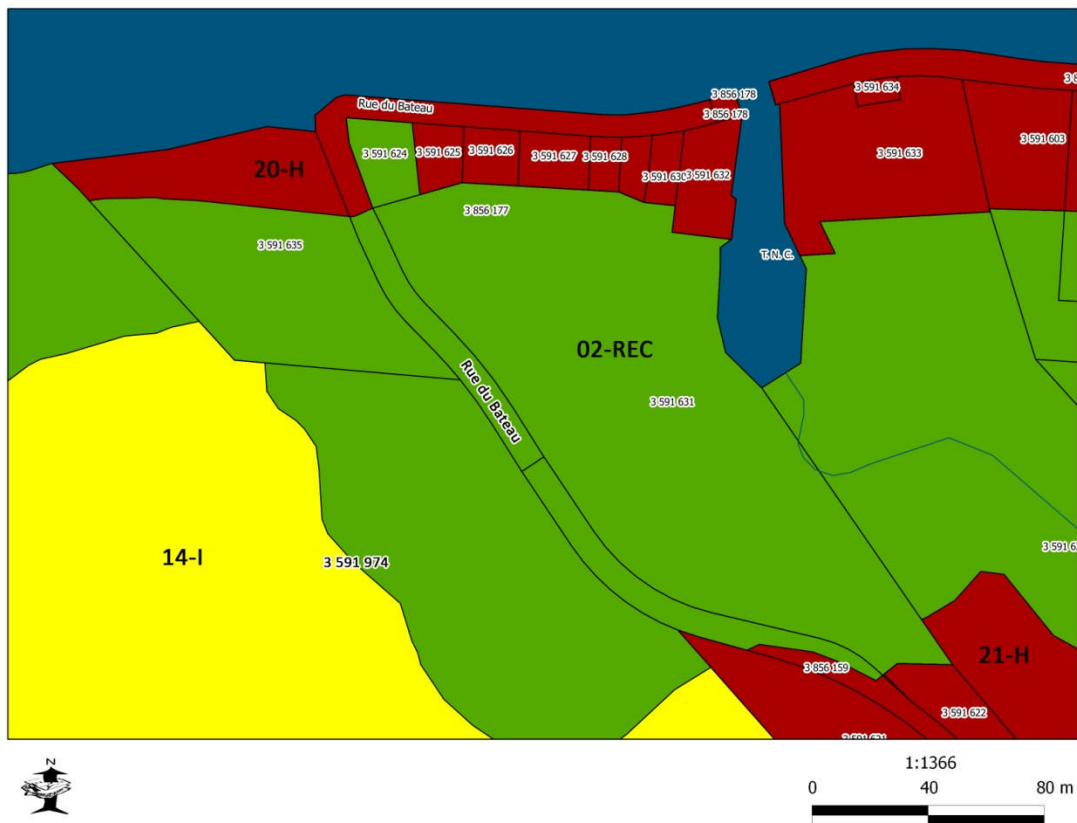 3 856 178
Rue du Bateau
3 856 178
3 591 634
3 591 624
3 591 625
3 591 626
3 591 627
3 591 628
3 591 633
3 591 603
20-H
3 591 630
3 591 632
3 856 177
3 591 635
T. N. C.
02-REC
Rue du Bateau
3 591 631
14-I
3 591 974
21-H
3 856 159
3 591 622
N
1:1366
0 40 80 m